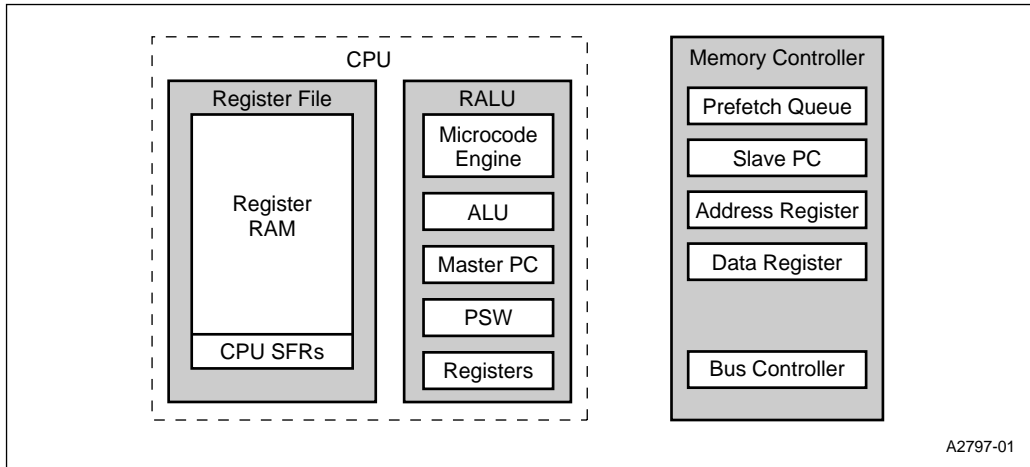 CPU
Register File
Register
RAM
CPU SFRs
RALU
Microcode
Engine
ALU
Master PC
PSW
Registers
Memory Controller
Prefetch Queue
Slave PC
Address Register
Data Register
Bus Controller
A2797-01